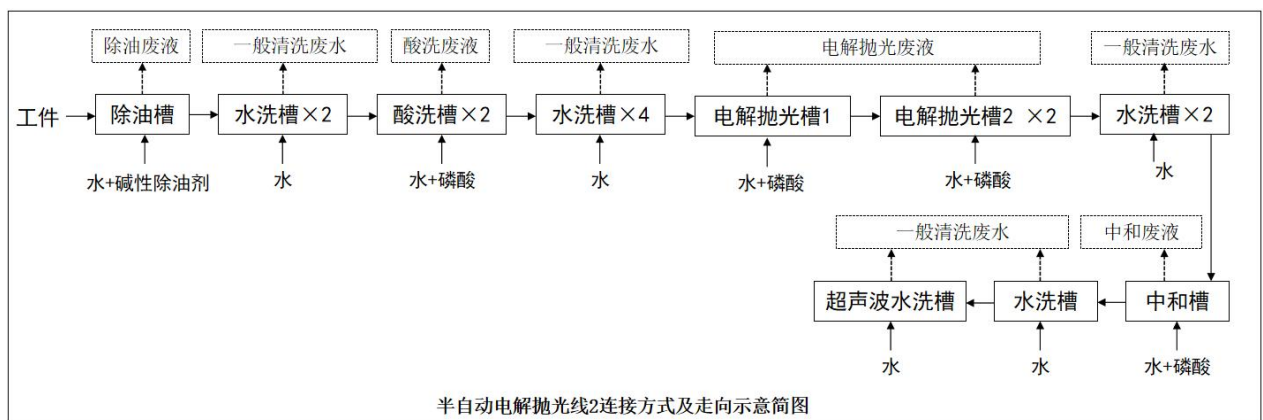 除油废液
一般清洗废水
酸洗废液
一般清洗废水
电解抛光废液
一般清洗废水
工件
除油槽
水洗槽×2
酸洗槽×2
水洗槽×4
电解抛光槽1
电解抛光槽2 ×2
水洗槽×2
水+碱性除油剂
水
水+磷酸
水
水+磷酸
水+磷酸
水
一般清洗废水
中和废液
超声波水洗槽
水洗槽
中和槽
水
水
水+磷酸
半自动电解抛光线2连接方式及走向示意简图